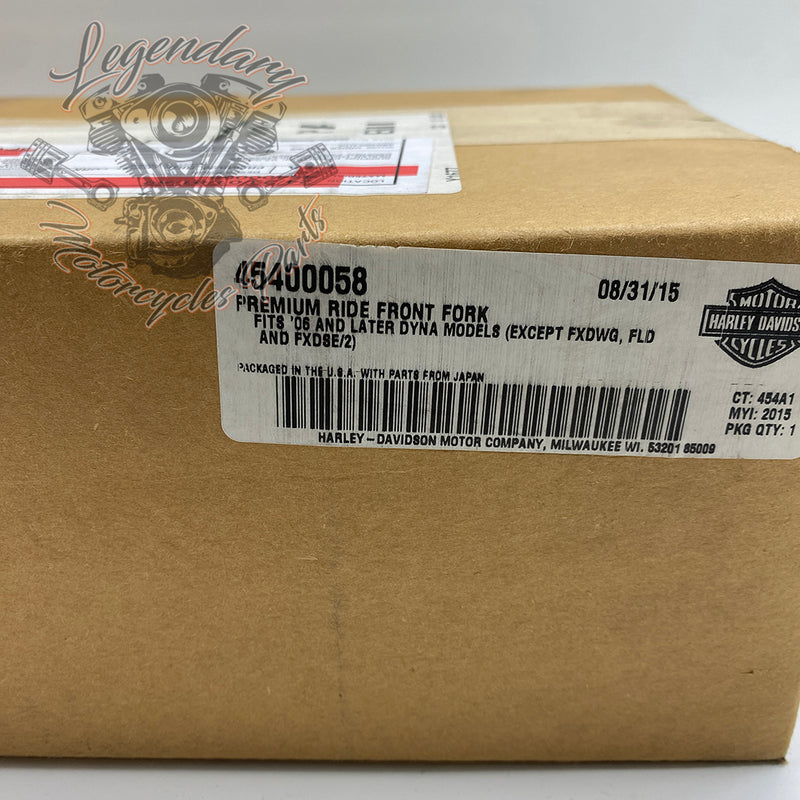 Legendary
Motorcycles Parts
45400058
08/31/15
PREMIUM RIDE FRONT FORK
FITS '06 AND LATER DYNA MODELS (EXCEPT FXDWG, FLD
AND FXDSE/2)
MOTOR
HARLEY-DAVIDS
CYCLES
PACKAGED IN THE U.S.A. WITH PARTS FROM JAPAN
CT: 454A1
MYI: 2015
PKG QTY: 1
HARLEY-DAVIDSON MOTOR COMPANY, MILWAUKEE WI. 53201 85009